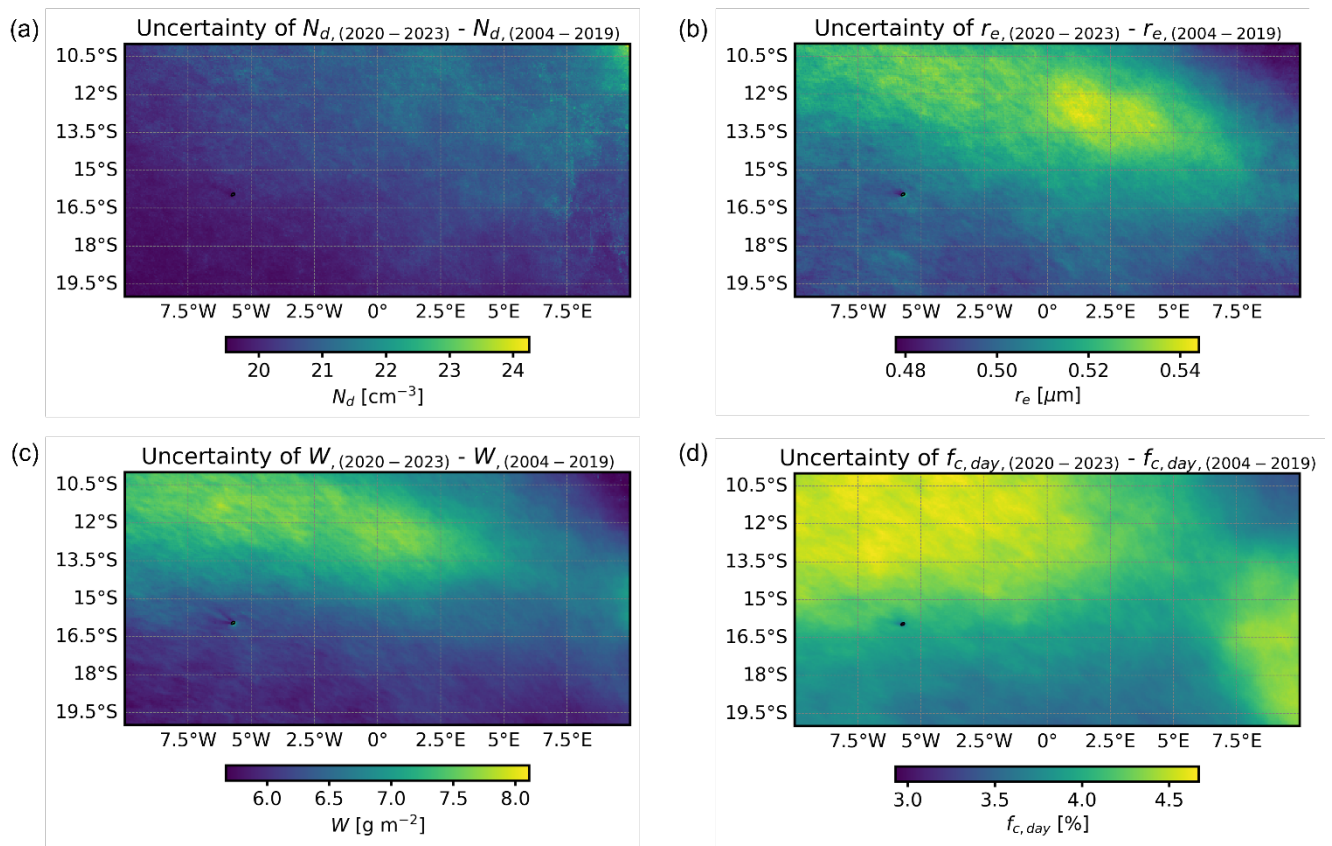 (a)
Uncertainty of N_d,(2020−2023) - N_d,(2004−2019)
10.5°S
12°S
13.5°S
15°S
16.5°S
18°S
19.5°S
7.5°W 5°W 2.5°W 0° 2.5°E 5°E 7.5°E
20 21 22 23 24
N_d [cm⁻³]
(b)
Uncertainty of r_e,(2020−2023) - r_e,(2004−2019)
10.5°S
12°S
13.5°S
15°S
16.5°S
18°S
19.5°S
7.5°W 5°W 2.5°W 0° 2.5°E 5°E 7.5°E
0.48 0.50 0.52 0.54
r_e [μm]
(c)
Uncertainty of W,(2020−2023) - W,(2004−2019)
10.5°S
12°S
13.5°S
15°S
16.5°S
18°S
19.5°S
7.5°W 5°W 2.5°W 0° 2.5°E 5°E 7.5°E
6.0 6.5 7.0 7.5 8.0
W [g m⁻²]
(d)
Uncertainty of f_c,day,(2020−2023) - f_c,day,(2004−2019)
10.5°S
12°S
13.5°S
15°S
16.5°S
18°S
19.5°S
7.5°W 5°W 2.5°W 0° 2.5°E 5°E 7.5°E
3.0 3.5 4.0 4.5
f_c,day [%]